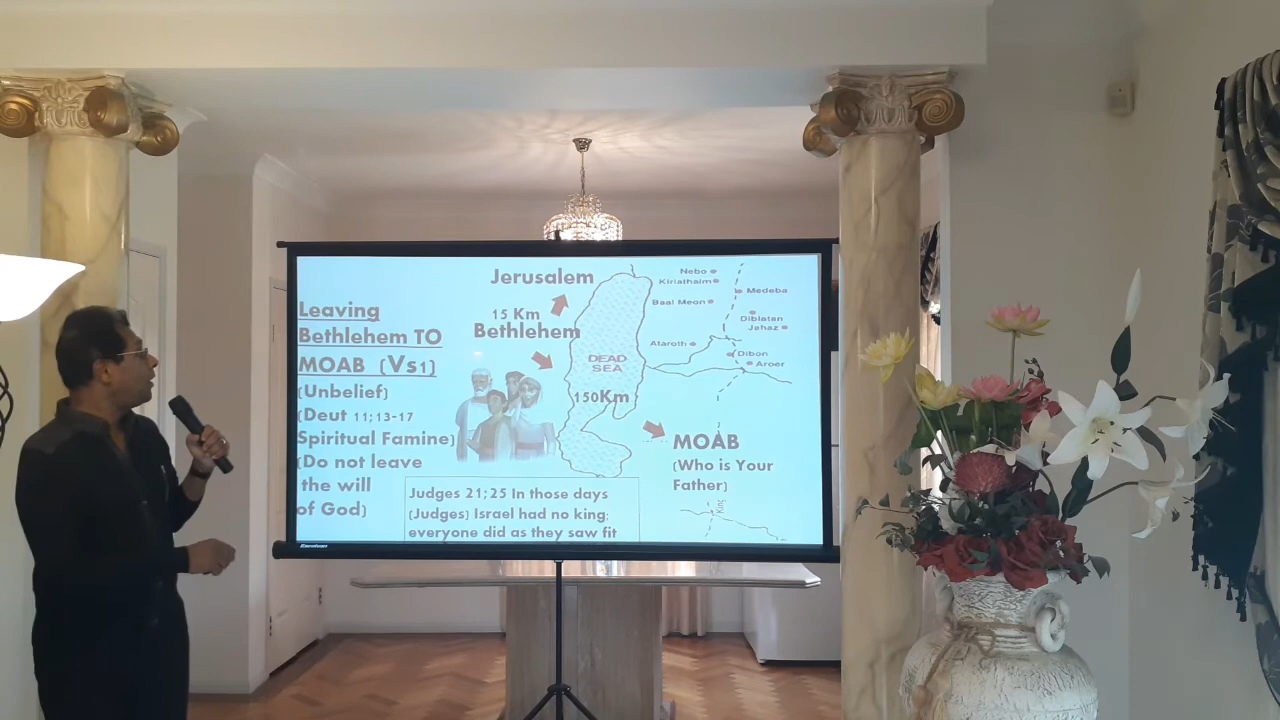 Leaving
Bethlehem TO
MOAB (Vs1)
(Unbelief)
(Deut 11;13-17
Spiritual Famine)
(Do not leave
the will
of God)
Jerusalem
15 Km
Bethlehem
DEAD
SEA
150Km
Nebo
Kiriathaim
Medeba
Baal Meon
Diblatan
Jahaz
Ataroth
Dibon
Aroer
MOAB
(Who is Your
Father)
Judges 21;25 In those days
(Judges) Israel had no king;
everyone did as they saw fit